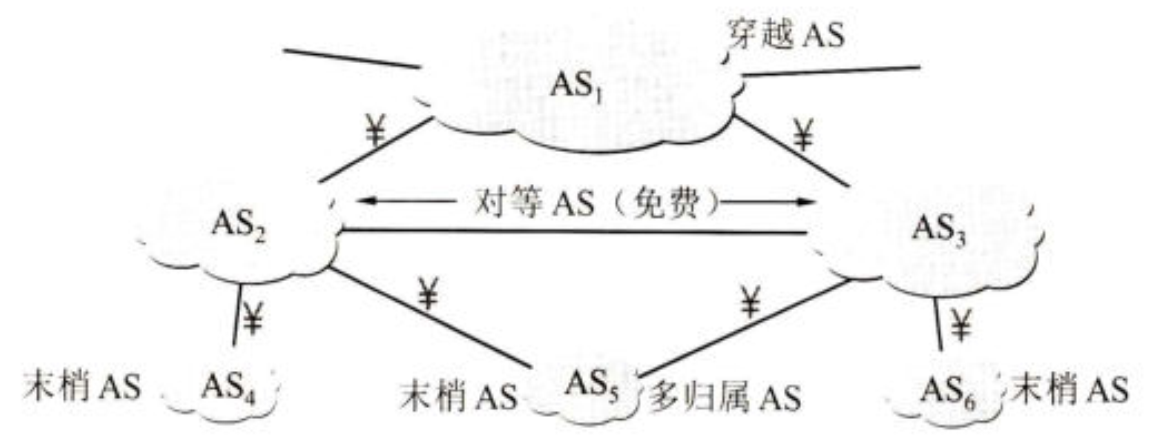 穿越 AS
AS₁
¥ ¥
对等 AS（免费）
AS₂ AS₃
¥ ¥ ¥ ¥
末梢 AS AS₄ 末梢 AS AS₅ 多归属 AS AS₆ 末梢 AS